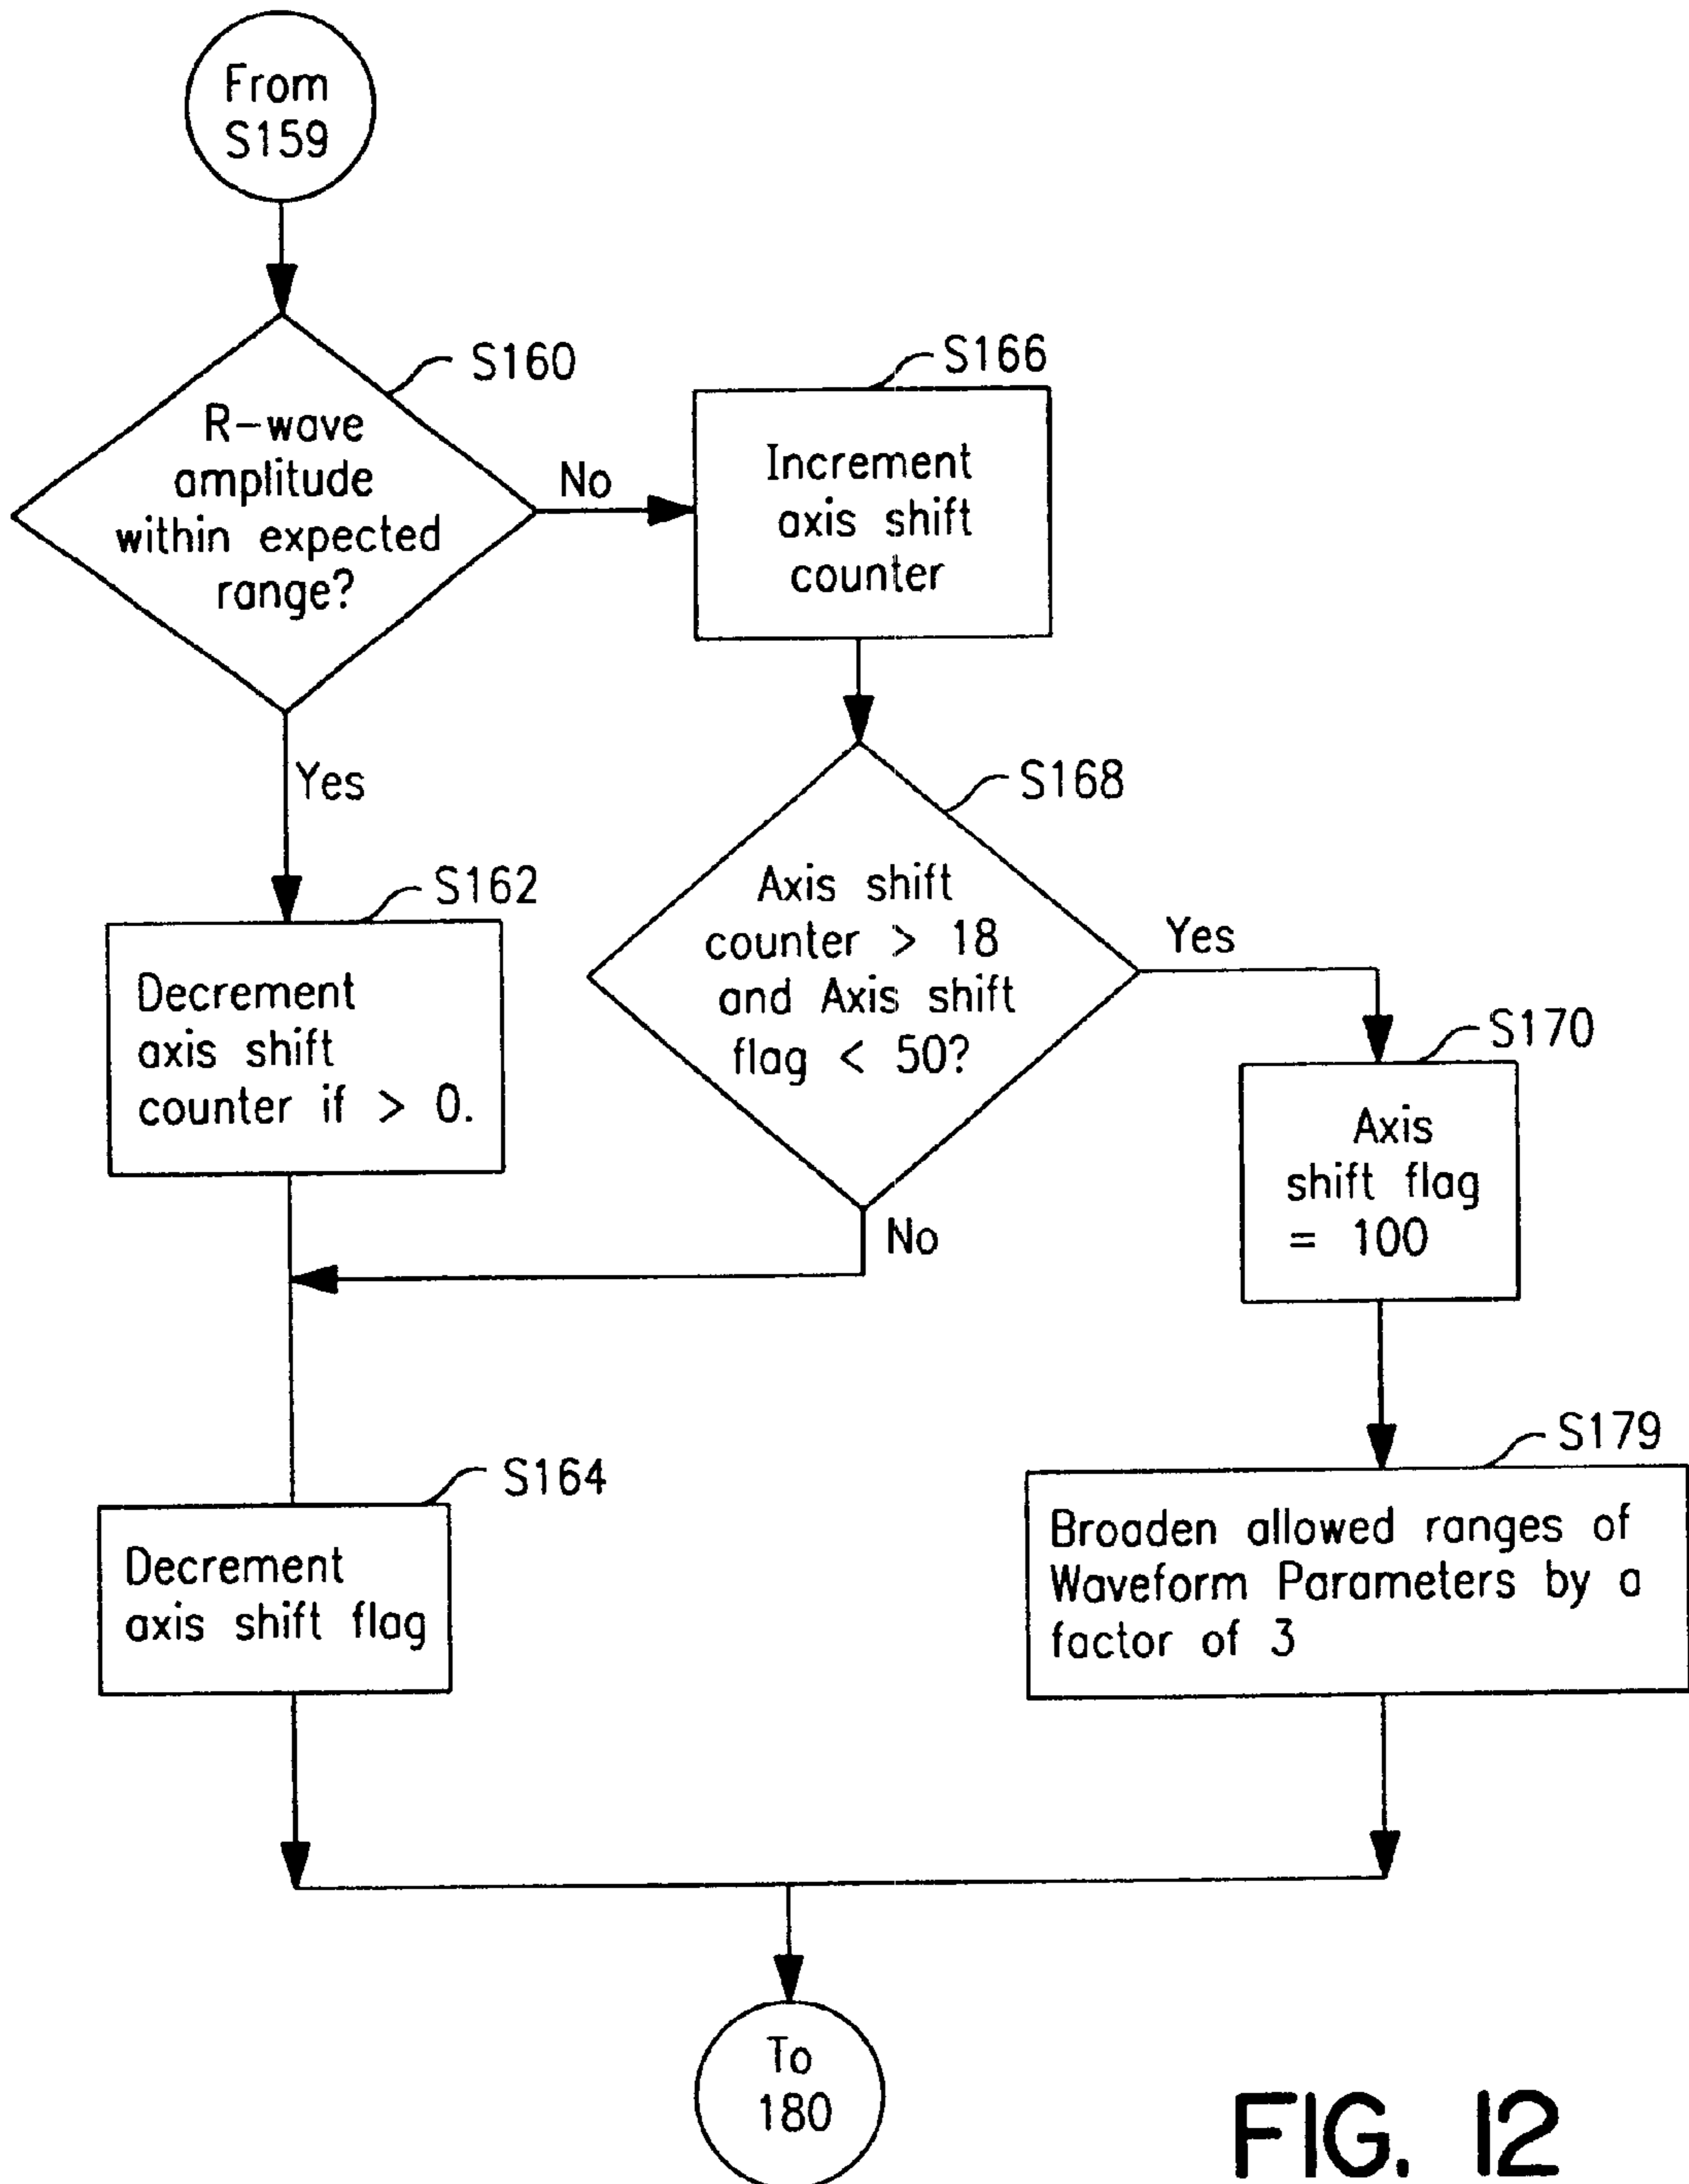 From
S159
S160
R-wave
amplitude
within expected
range?
No
Yes
S166
Increment
axis shift
counter
S168
Axis shift
counter > 18
and Axis shift
flag < 50?
Yes
No
S162
Decrement
axis shift
counter if > 0.
S170
Axis
shift flag
= 100
S164
Decrement
axis shift flag
S179
Broaden allowed ranges of
Waveform Parameters by a
factor of 3
To
180
FIG. 12